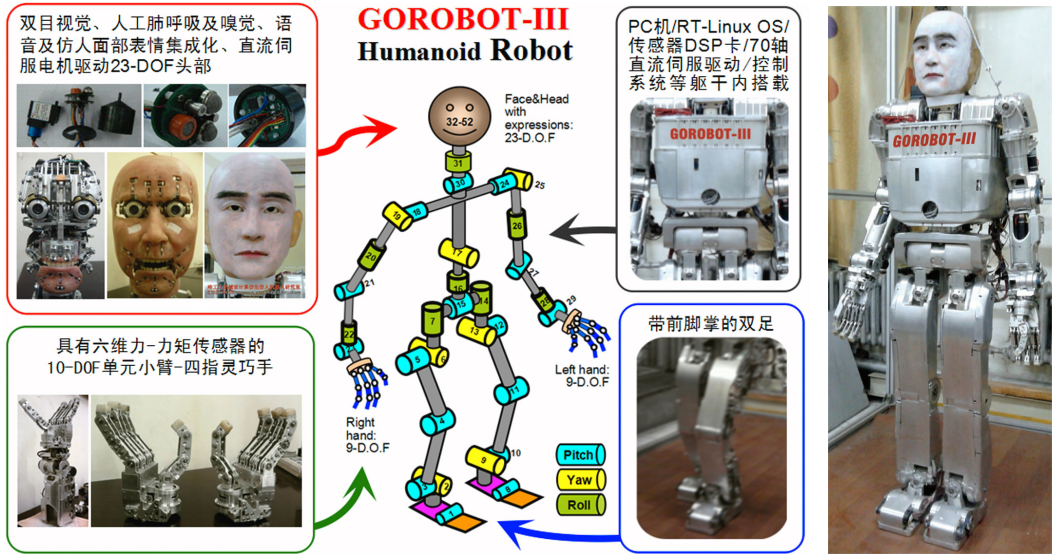 双目视觉、人工肺呼吸及嗅觉、语
音及仿人面部表情集成化、直流伺
服电机驱动23-DOF头部
GOROBOT-III
Humanoid Robot
PC机/RT-Linux OS/
传感器DSP卡/70轴
直流伺服驱动/控制
系统等躯干内搭载
GOROBOT-III
GOROBOT-III
Face&Head
with
expressions:
23-D.O.F
32-52
31
30
24
25
19
18
26
20
17
27
21
16
28
29
15
14
7
12
22
13
5
6
11
4
10
9
3
2
8
1
Left hand:
9-D.O.F
Right
hand:
9-D.O.F
Pitch
Yaw
Roll
具有六维力-力矩传感器的
10-DOF单元小臂-四指灵巧手
带前脚掌的双足